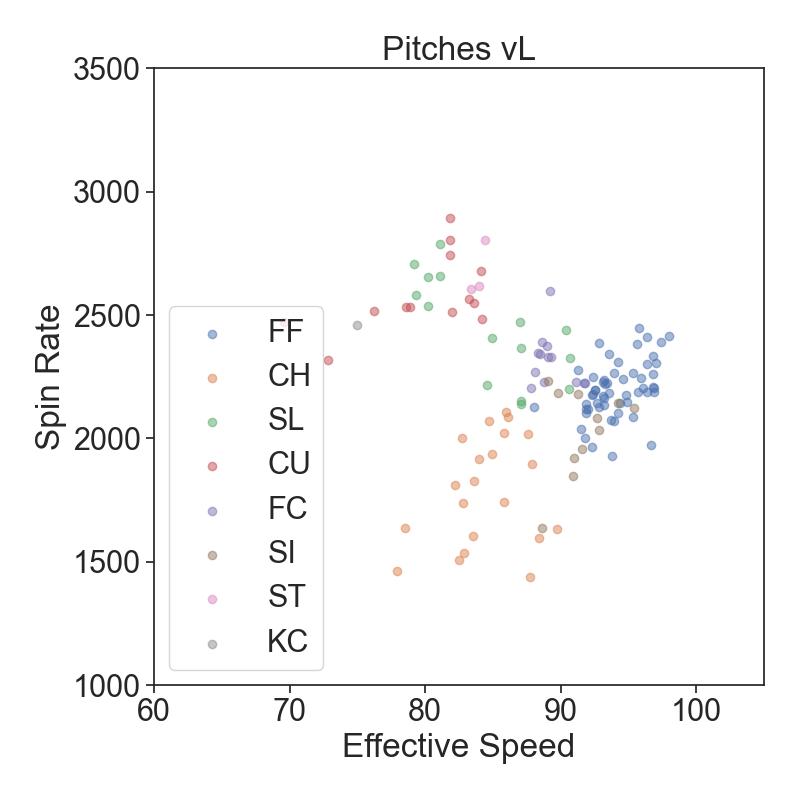 Pitches vL
3500
3000
2500
2000
1500
1000
Spin Rate
FF
CH
SL
CU
FC
SI
ST
KC
60 70 80 90 100
Effective Speed